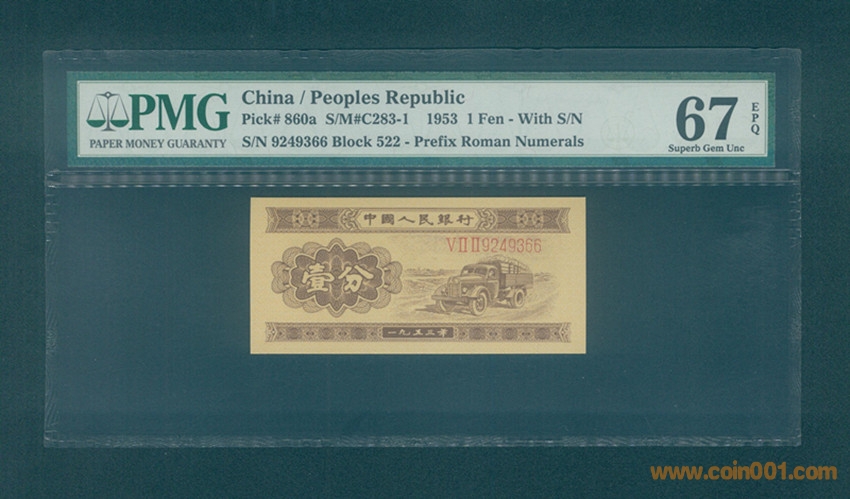 PMG
PAPER MONEY GUARANTY
China / Peoples Republic
Pick# 860a S/M#C283-1 1953 1 Fen - With S/N
S/N 9249366 Block 522 - Prefix Roman Numerals
67
EPQ
Superb Gem Unc
中國人民銀行
VⅡⅡ9249366
壹分
一九五三年
www.coin001.com